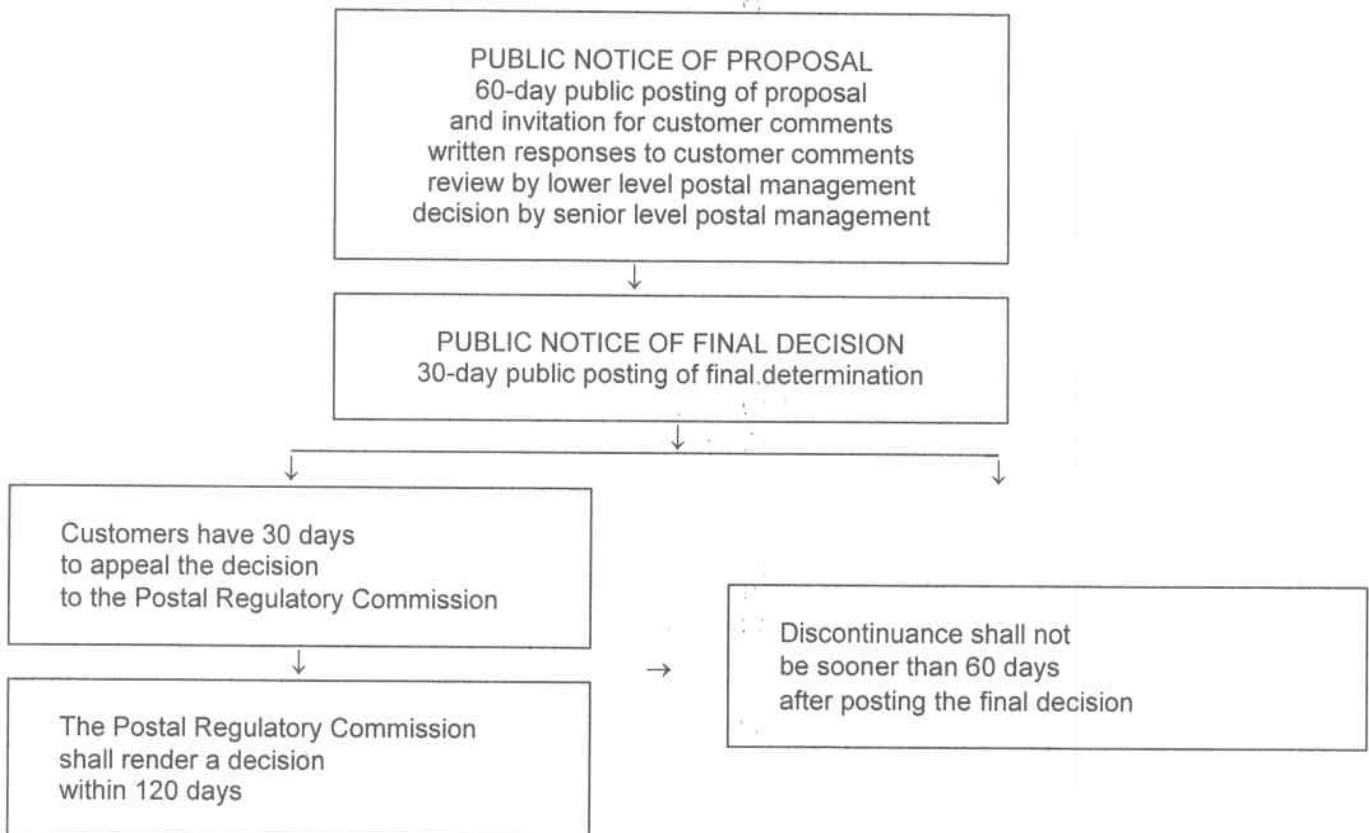 PUBLIC NOTICE OF PROPOSAL
60-day public posting of proposal
and invitation for customer comments
written responses to customer comments
review by lower level postal management
decision by senior level postal management
↓
PUBLIC NOTICE OF FINAL DECISION
30-day public posting of final determination
↓
↓ ↓
Customers have 30 days
to appeal the decision
to the Postal Regulatory Commission
↓
→
The Postal Regulatory Commission
shall render a decision
within 120 days
Discontinuance shall not
be sooner than 60 days
after posting the final decision